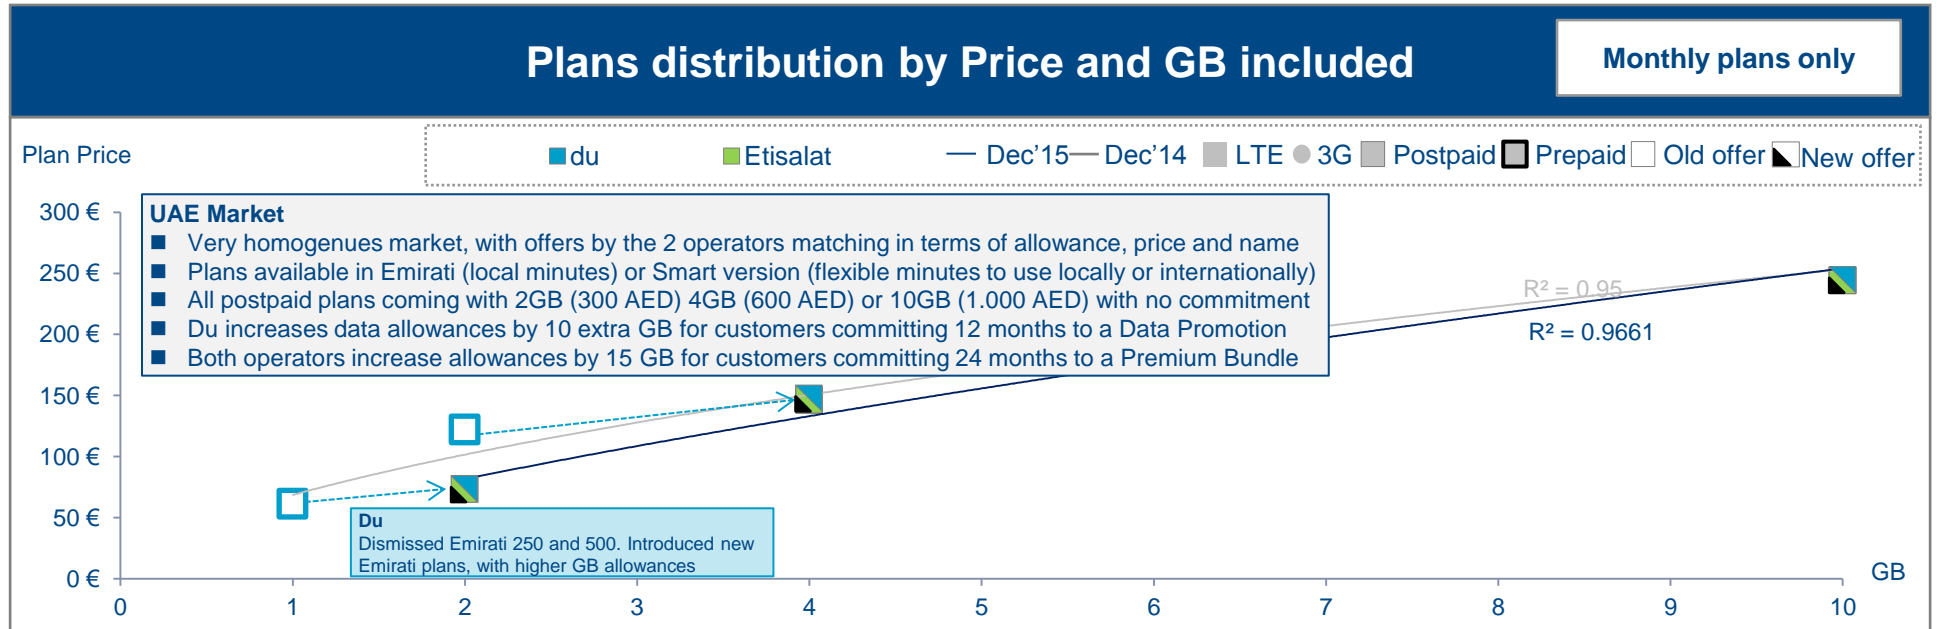 Plans distribution by Price and GB included
Monthly plans only
Plan Price
du Etisalat Dec'15 Dec'14 LTE 3G Postpaid Prepaid Old offer New offer
UAE Market
Very homogenues market, with offers by the 2 operators matching in terms of allowance, price and name
Plans available in Emirati (local minutes) or Smart version (flexible minutes to use locally or internationally)
All postpaid plans coming with 2GB (300 AED) 4GB (600 AED) or 10GB (1.000 AED) with no commitment
Du increases data allowances by 10 extra GB for customers committing 12 months to a Data Promotion
Both operators increase allowances by 15 GB for customers committing 24 months to a Premium Bundle
300 €
250 €
200 €
150 €
100 €
50 €
0 €
R² = 0.95
R² = 0.9661
Du
Dismissed Emirati 250 and 500. Introduced new
Emirati plans, with higher GB allowances
GB
0 1 2 3 4 5 6 7 8 9 10